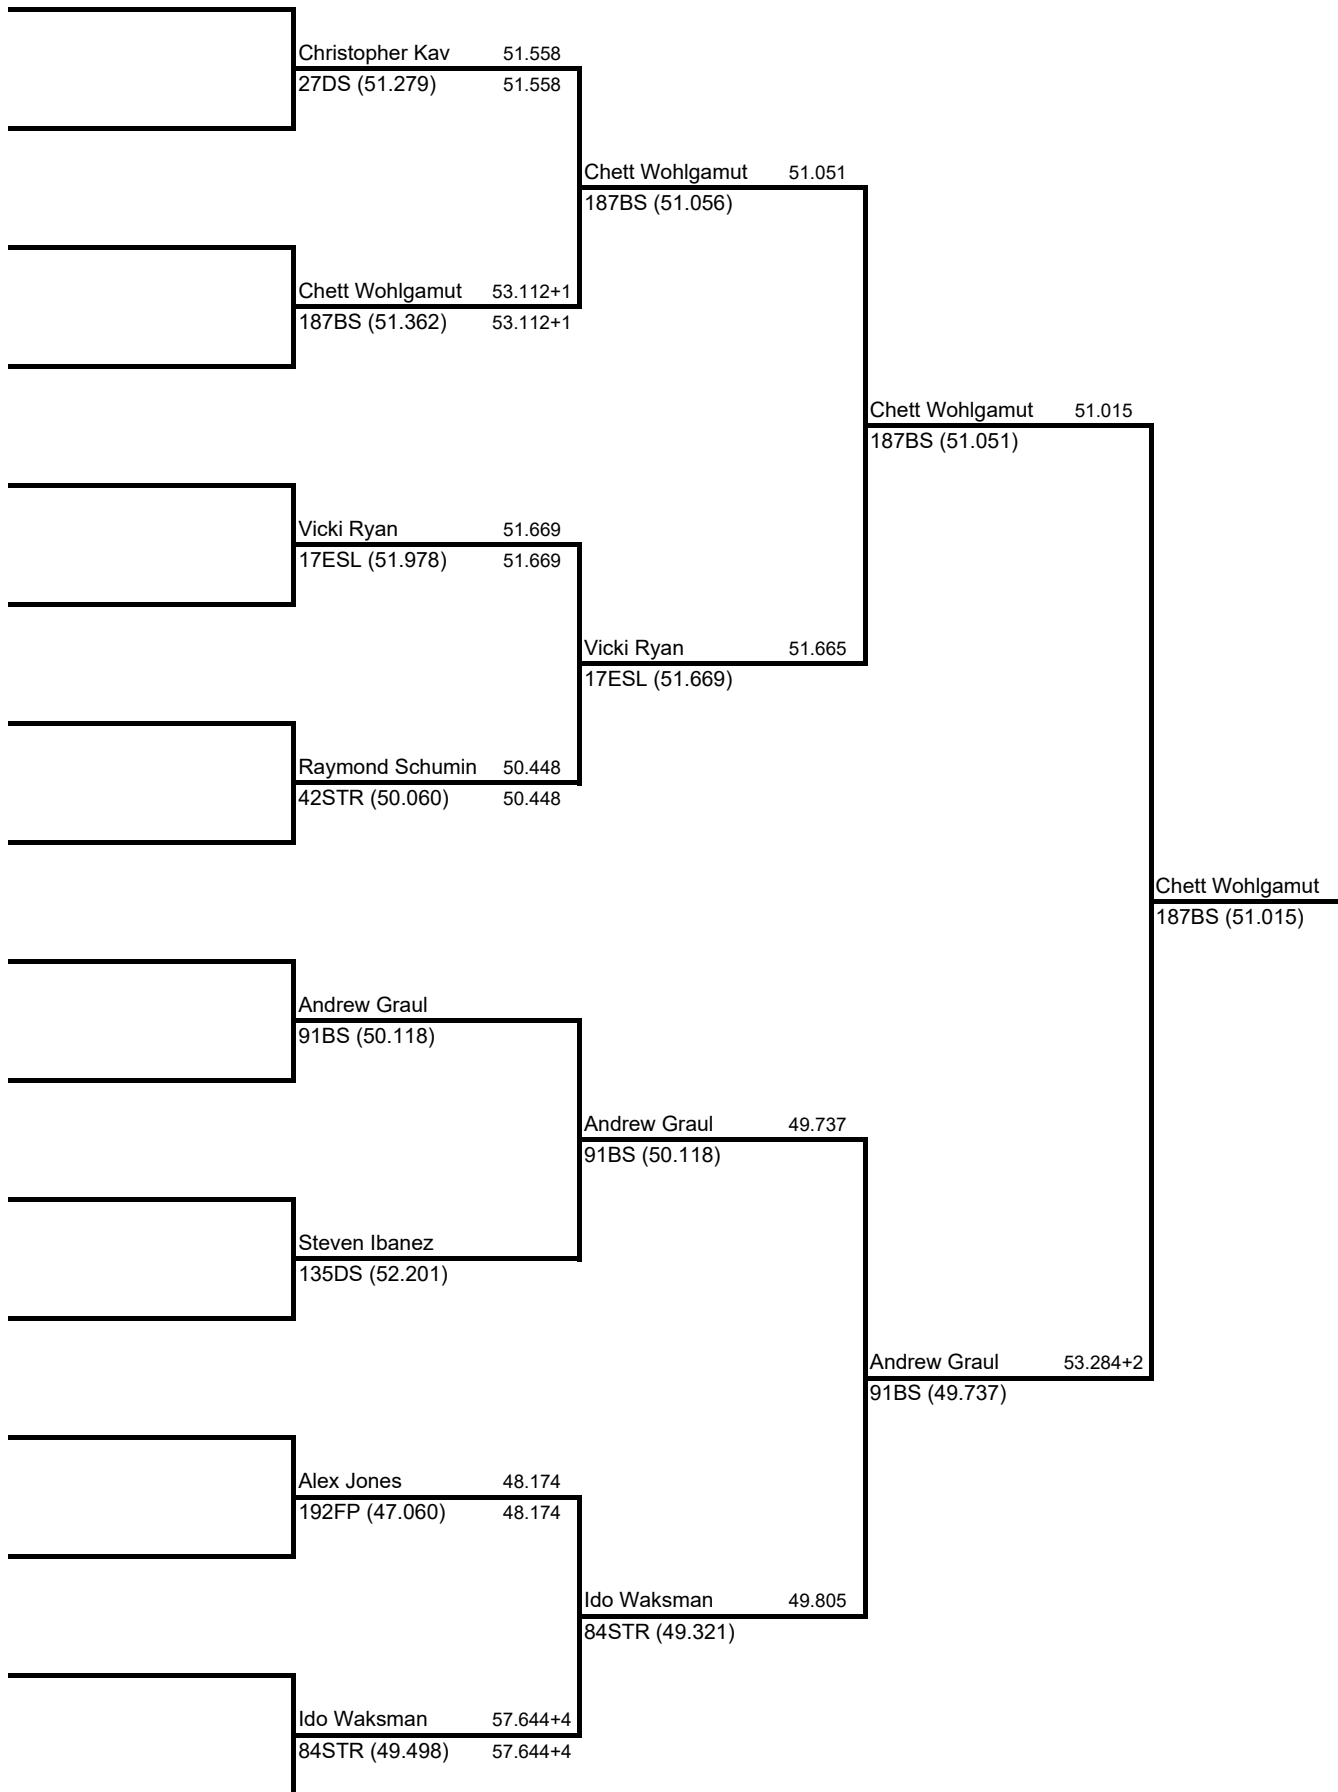 Christopher Kav 51.558
27DS (51.279) 51.558
Chett Wohlgamut 51.051
187BS (51.056)
Chett Wohlgamut 53.112+1
187BS (51.362) 53.112+1
Chett Wohlgamut 51.015
187BS (51.051)
Vicki Ryan 51.669
17ESL (51.978) 51.669
Vicki Ryan 51.665
17ESL (51.669)
Raymond Schumin 50.448
42STR (50.060) 50.448
Chett Wohlgamut
187BS (51.015)
Andrew Graul
91BS (50.118)
Andrew Graul 49.737
91BS (50.118)
Steven Ibanez
135DS (52.201)
Andrew Graul 53.284+2
91BS (49.737)
Alex Jones 48.174
192FP (47.060) 48.174
Ido Waksman 49.805
84STR (49.321)
Ido Waksman 57.644+4
84STR (49.498) 57.644+4